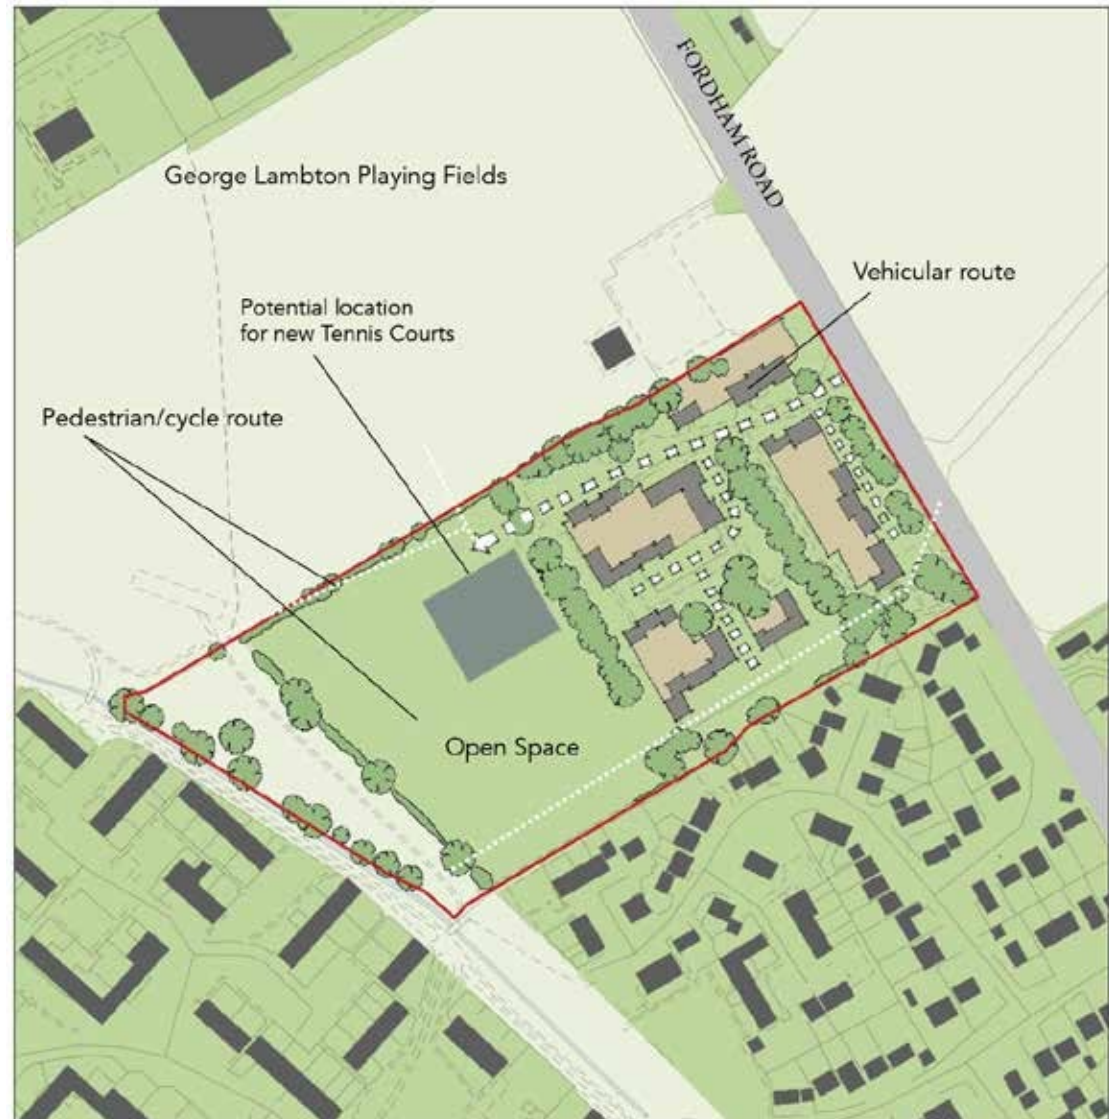 FORDHAM ROAD
George Lambton Playing Fields
Vehicular route
Potential location
for new Tennis Courts
Pedestrian/cycle route
Open Space